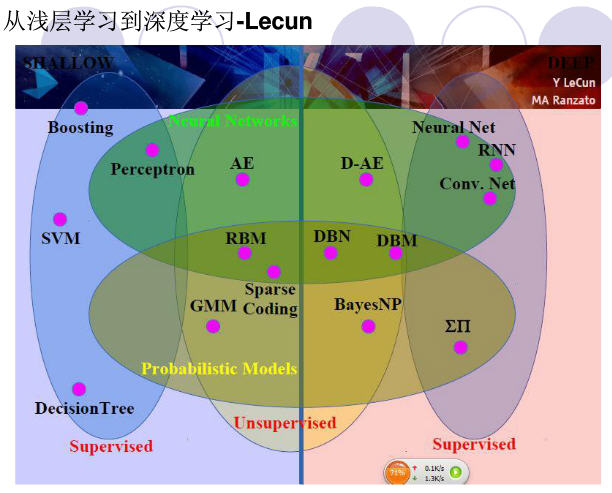 从浅层学习到深度学习-Lecun
SHALLOW
DEEP
Y LeCun
MA Ranzato
Neural Networks
Boosting
Neural Net
Perceptron
AE
D-AE
RNN
Conv. Net
SVM
RBM
DBN
DBM
Sparse
Coding
GMM
BayesNP
ΣΠ
Probabilistic Models
DecisionTree
Unsupervised
Supervised
Supervised
71%
0.1K/s
1.3K/s